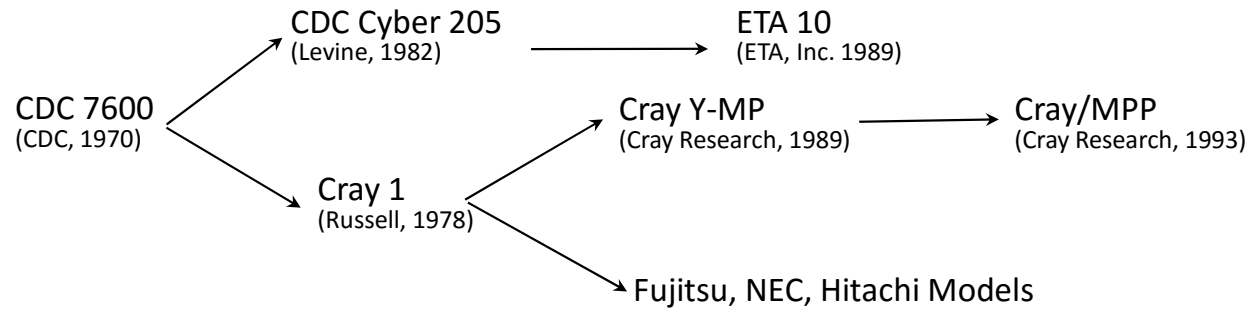 CDC Cyber 205
(Levine, 1982)
ETA 10
(ETA, Inc. 1989)
CDC 7600
(CDC, 1970)
Cray Y-MP
(Cray Research, 1989)
Cray/MPP
(Cray Research, 1993)
Cray 1
(Russell, 1978)
Fujitsu, NEC, Hitachi Models